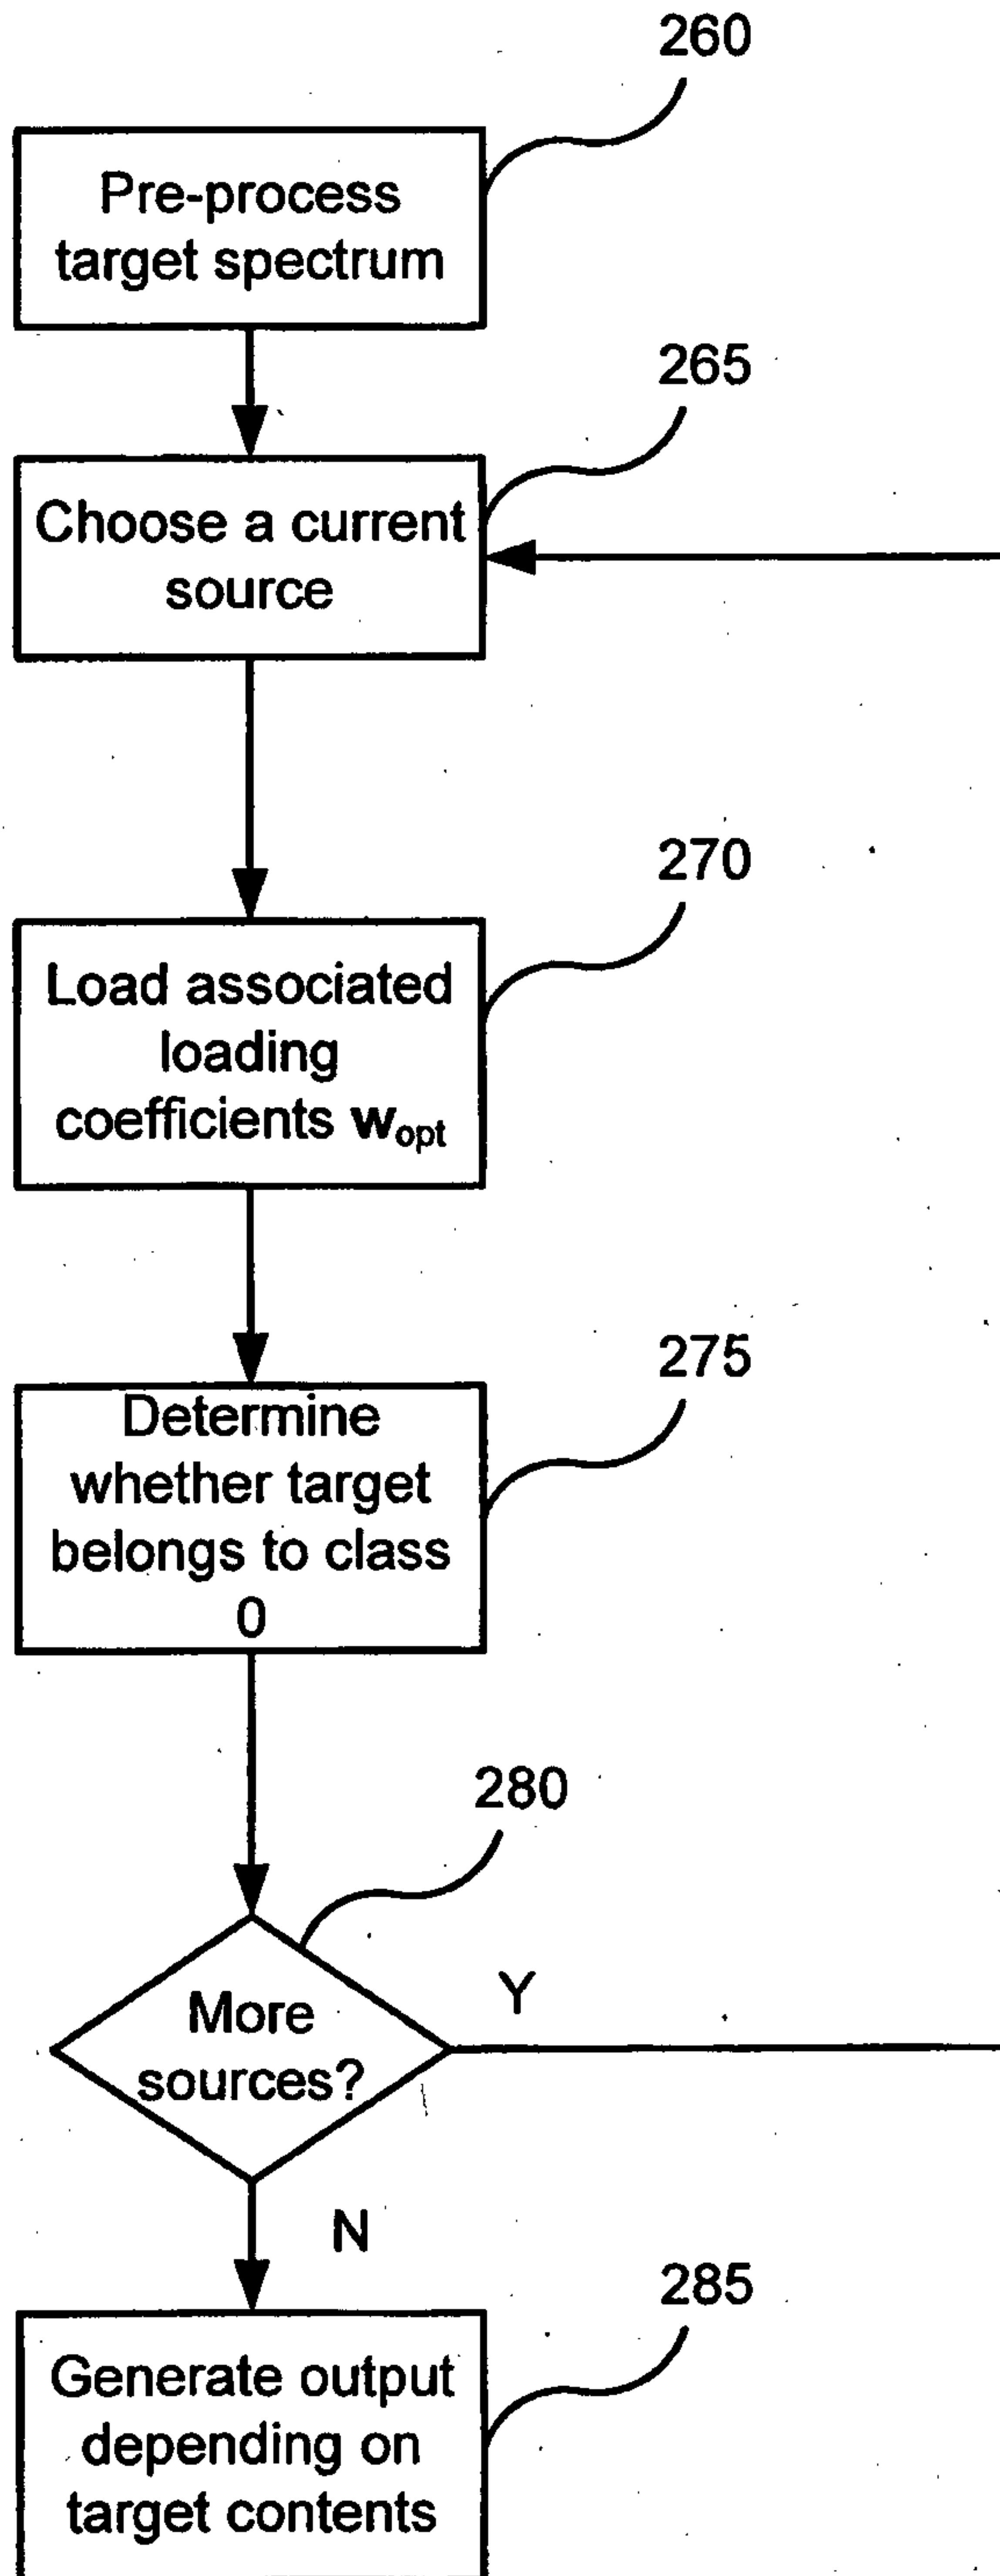 260
Pre-process
target spectrum
265
Choose a current
source
270
Load associated
loading
coefficients wopt
275
Determine
whether target
belongs to class
0
280
More
sources?
Y
N
285
Generate output
depending on
target contents